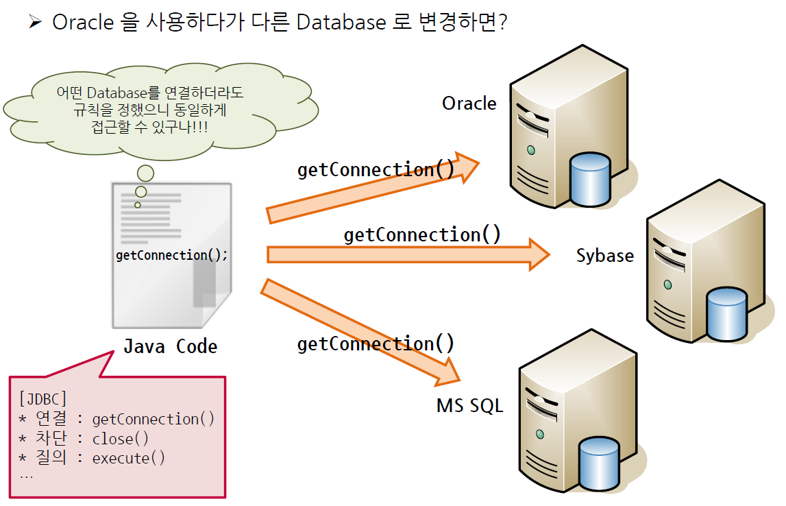 ➢ Oracle 을 사용하다가 다른 Database 로 변경하면?
어떤 Database를 연결하더라도
규칙을 정했으니 동일하게
접근할 수 있구나!!!
Oracle
getConnection()
getConnection()
Sybase
getConnection();
getConnection()
Java Code
MS SQL
[JDBC]
* 연결 : getConnection()
* 차단 : close()
* 질의 : execute()
…